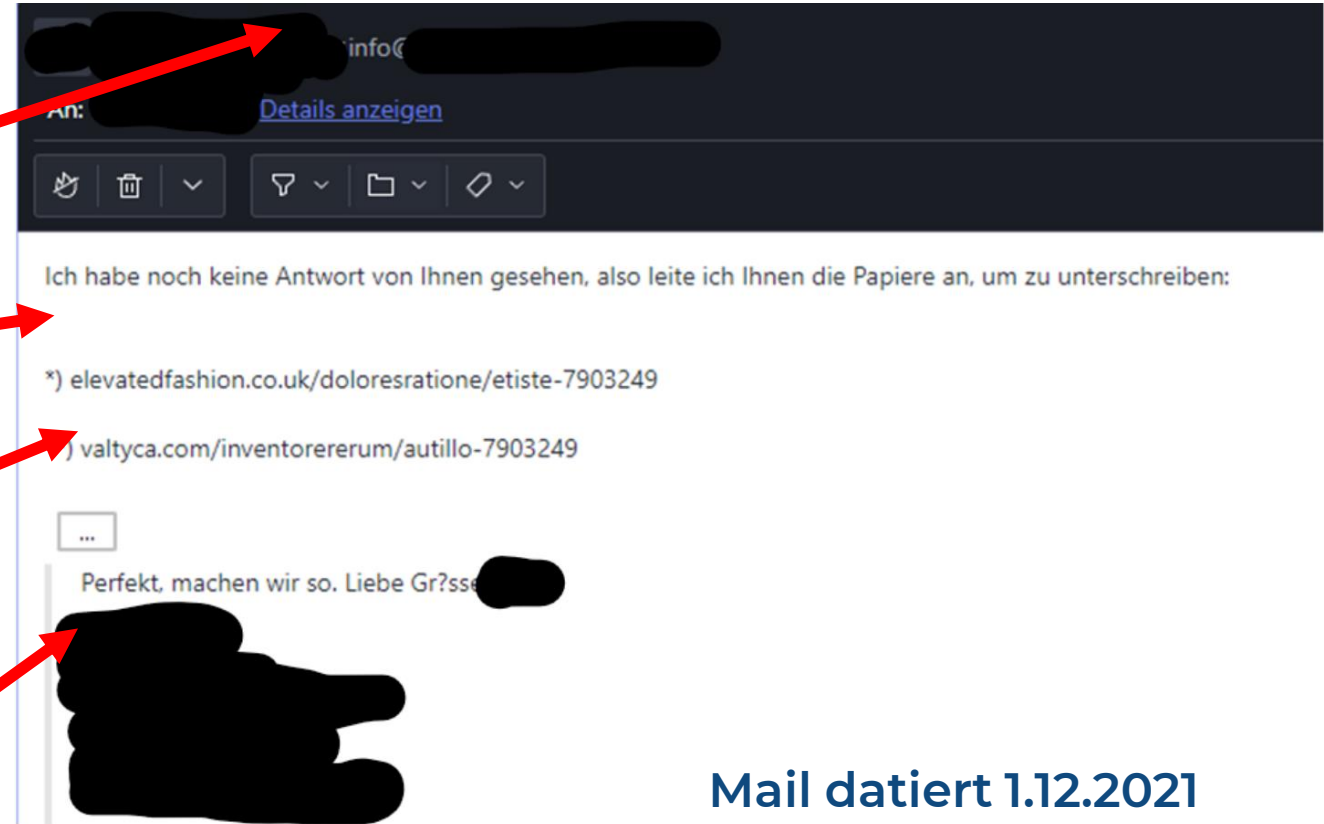 info@
An: Details anzeigen
Ich habe noch keine Antwort von Ihnen gesehen, also leite ich Ihnen die Papiere an, um zu unterschreiben:
*) elevatedfashion.co.uk/doloresratione/etiste-7903249
) valtyca.com/inventorererum/autillo-7903249
...
Perfekt, machen wir so. Liebe Gr?sse
Mail datiert 1.12.2021